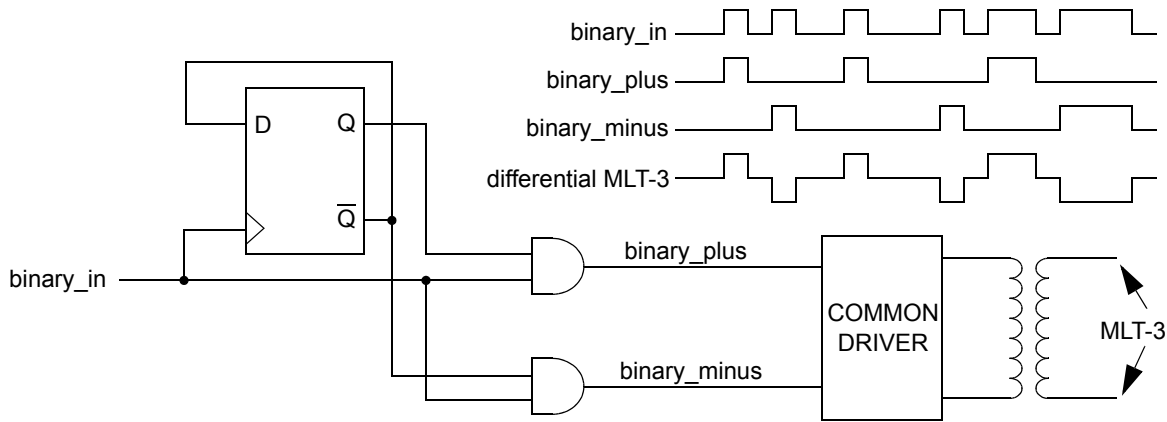 binary_in
binary_plus
binary_minus
differential MLT-3
D Q
Q̅
binary_in
binary_plus
binary_minus
COMMON
DRIVER
MLT-3